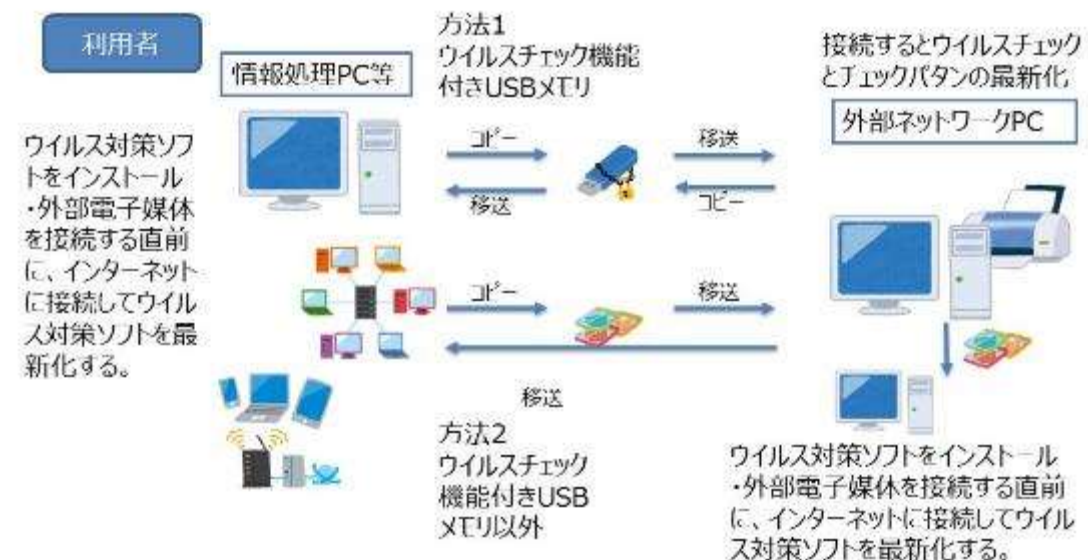 利用者
情報処理PC等
ウイルス対策ソフ
トをインストール
・外部電子媒体
を接続する直前
に、インターネット
に接続してウイル
ス対策ソフトを最
新化する。
方法1
ウイルスチェック機能
付きUSBメモリ
コピー
移送
移送
コピー
接続するとウイルスチェック
とチェックパタンの最新化
外部ネットワークPC
コピー
移送
移送
方法2
ウイルスチェック
機能付きUSB
メモリ以外
ウイルス対策ソフトをインストール
・外部電子媒体を接続する直前
に、インターネットに接続してウイル
ス対策ソフトを最新化する。